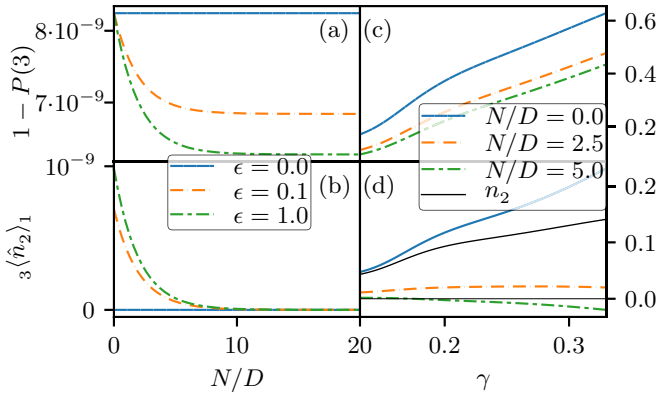 8·10⁻⁹
7·10⁻⁹
1 − P(3)
(a)
(c)
0.6
0.4
0.2
N/D = 0.0
N/D = 2.5
N/D = 5.0
n₂
10⁻⁹
0
₃⟨n̂₂⟩₁
ϵ = 0.0
ϵ = 0.1
ϵ = 1.0
(b)
(d)
0.2
0.1
0.0
0 10 20
N/D
0.2 0.3
γ